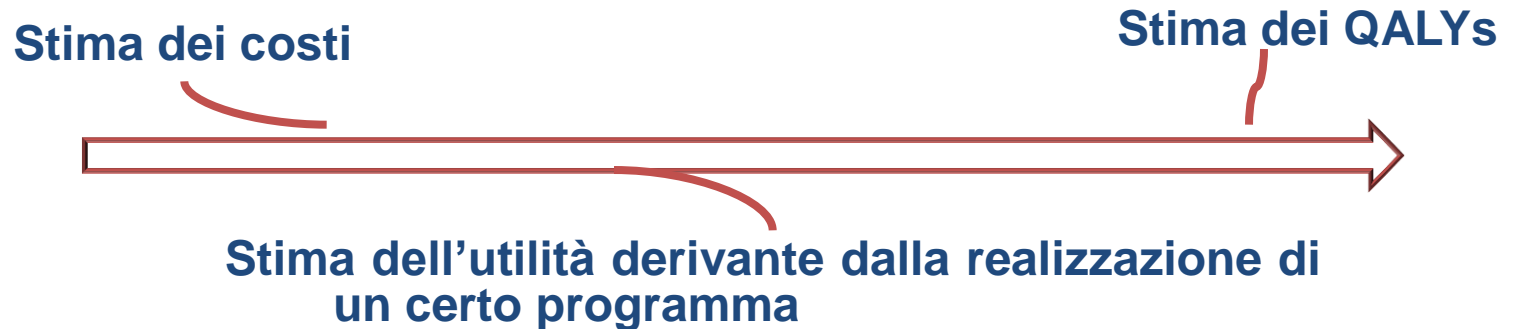 Stima dei costi
Stima dei QALYs
Stima dell’utilità derivante dalla realizzazione di
un certo programma